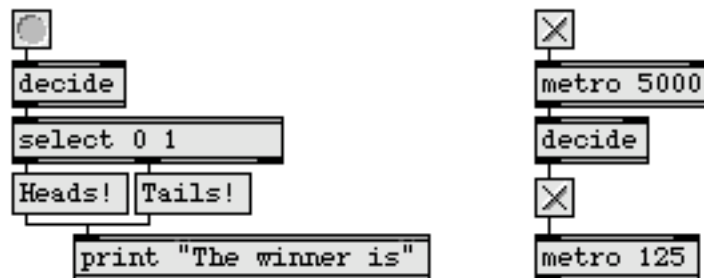 decide
select 0 1
Heads! Tails!
print "The winner is"
metro 5000
decide
metro 125